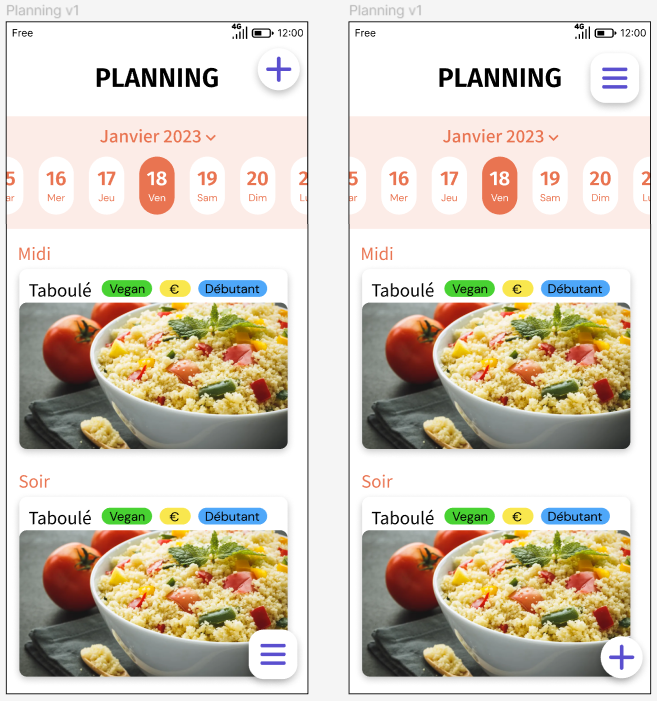 Planning v1
Free 4G 12:00
PLANNING
Janvier 2023
5 16 17 18 19 20 2
ar Mer Jeu Ven Sam Dim Lu
Midi
Taboulé Vegan € Débutant
Soir
Taboulé Vegan € Débutant
Planning v1
Free 4G 12:00
PLANNING
Janvier 2023
5 16 17 18 19 20 2
ar Mer Jeu Ven Sam Dim L
Midi
Taboulé Vegan € Débutant
Soir
Taboulé Vegan € Débutant